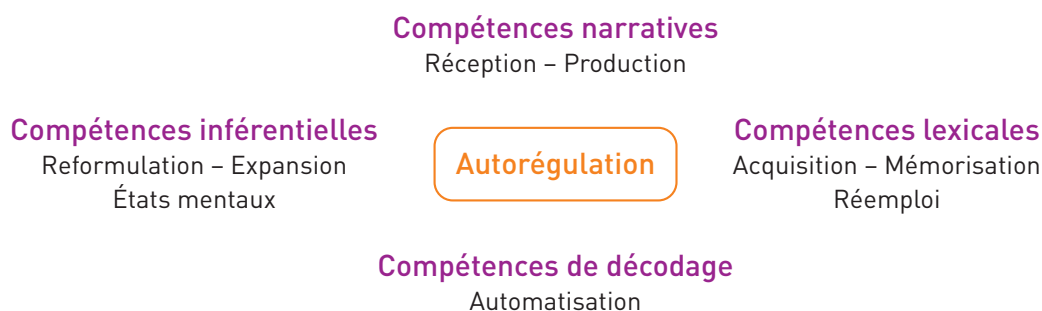 Compétences narratives
Réception – Production
Compétences inférentielles
Reformulation – Expansion
États mentaux
Autorégulation
Compétences lexicales
Acquisition – Mémorisation
Réemploi
Compétences de décodage
Automatisation